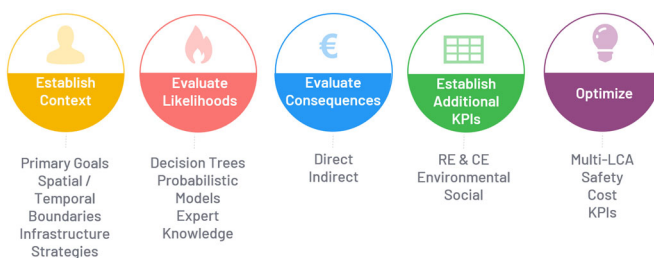 €
Establish
Context
Evaluate
Likelihoods
Evaluate
Consequences
Establish
Additional
KPIs
Optimize
Primary Goals
Spatial /
Temporal
Boundaries
Infrastructure
Strategies
Decision Trees
Probabilistic
Models
Expert
Knowledge
Direct
Indirect
RE & CE
Environmental
Social
Multi-LCA
Safety
Cost
KPIs